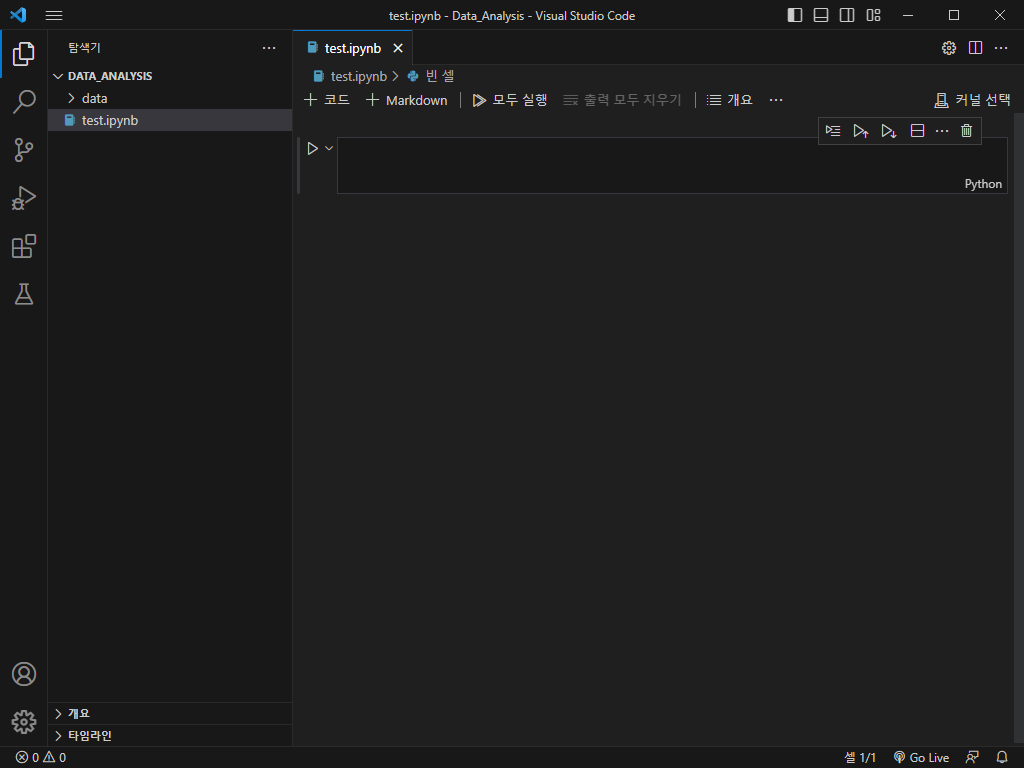 test.ipynb - Data_Analysis - Visual Studio Code
탐색기
DATA_ANALYSIS
data
test.ipynb
개요
타임라인
test.ipynb
test.ipynb > 빈 셀
코드 Markdown 모두 실행 출력 모두 지우기 개요 커널 선택
Python
0 0 셀 1/1 Go Live